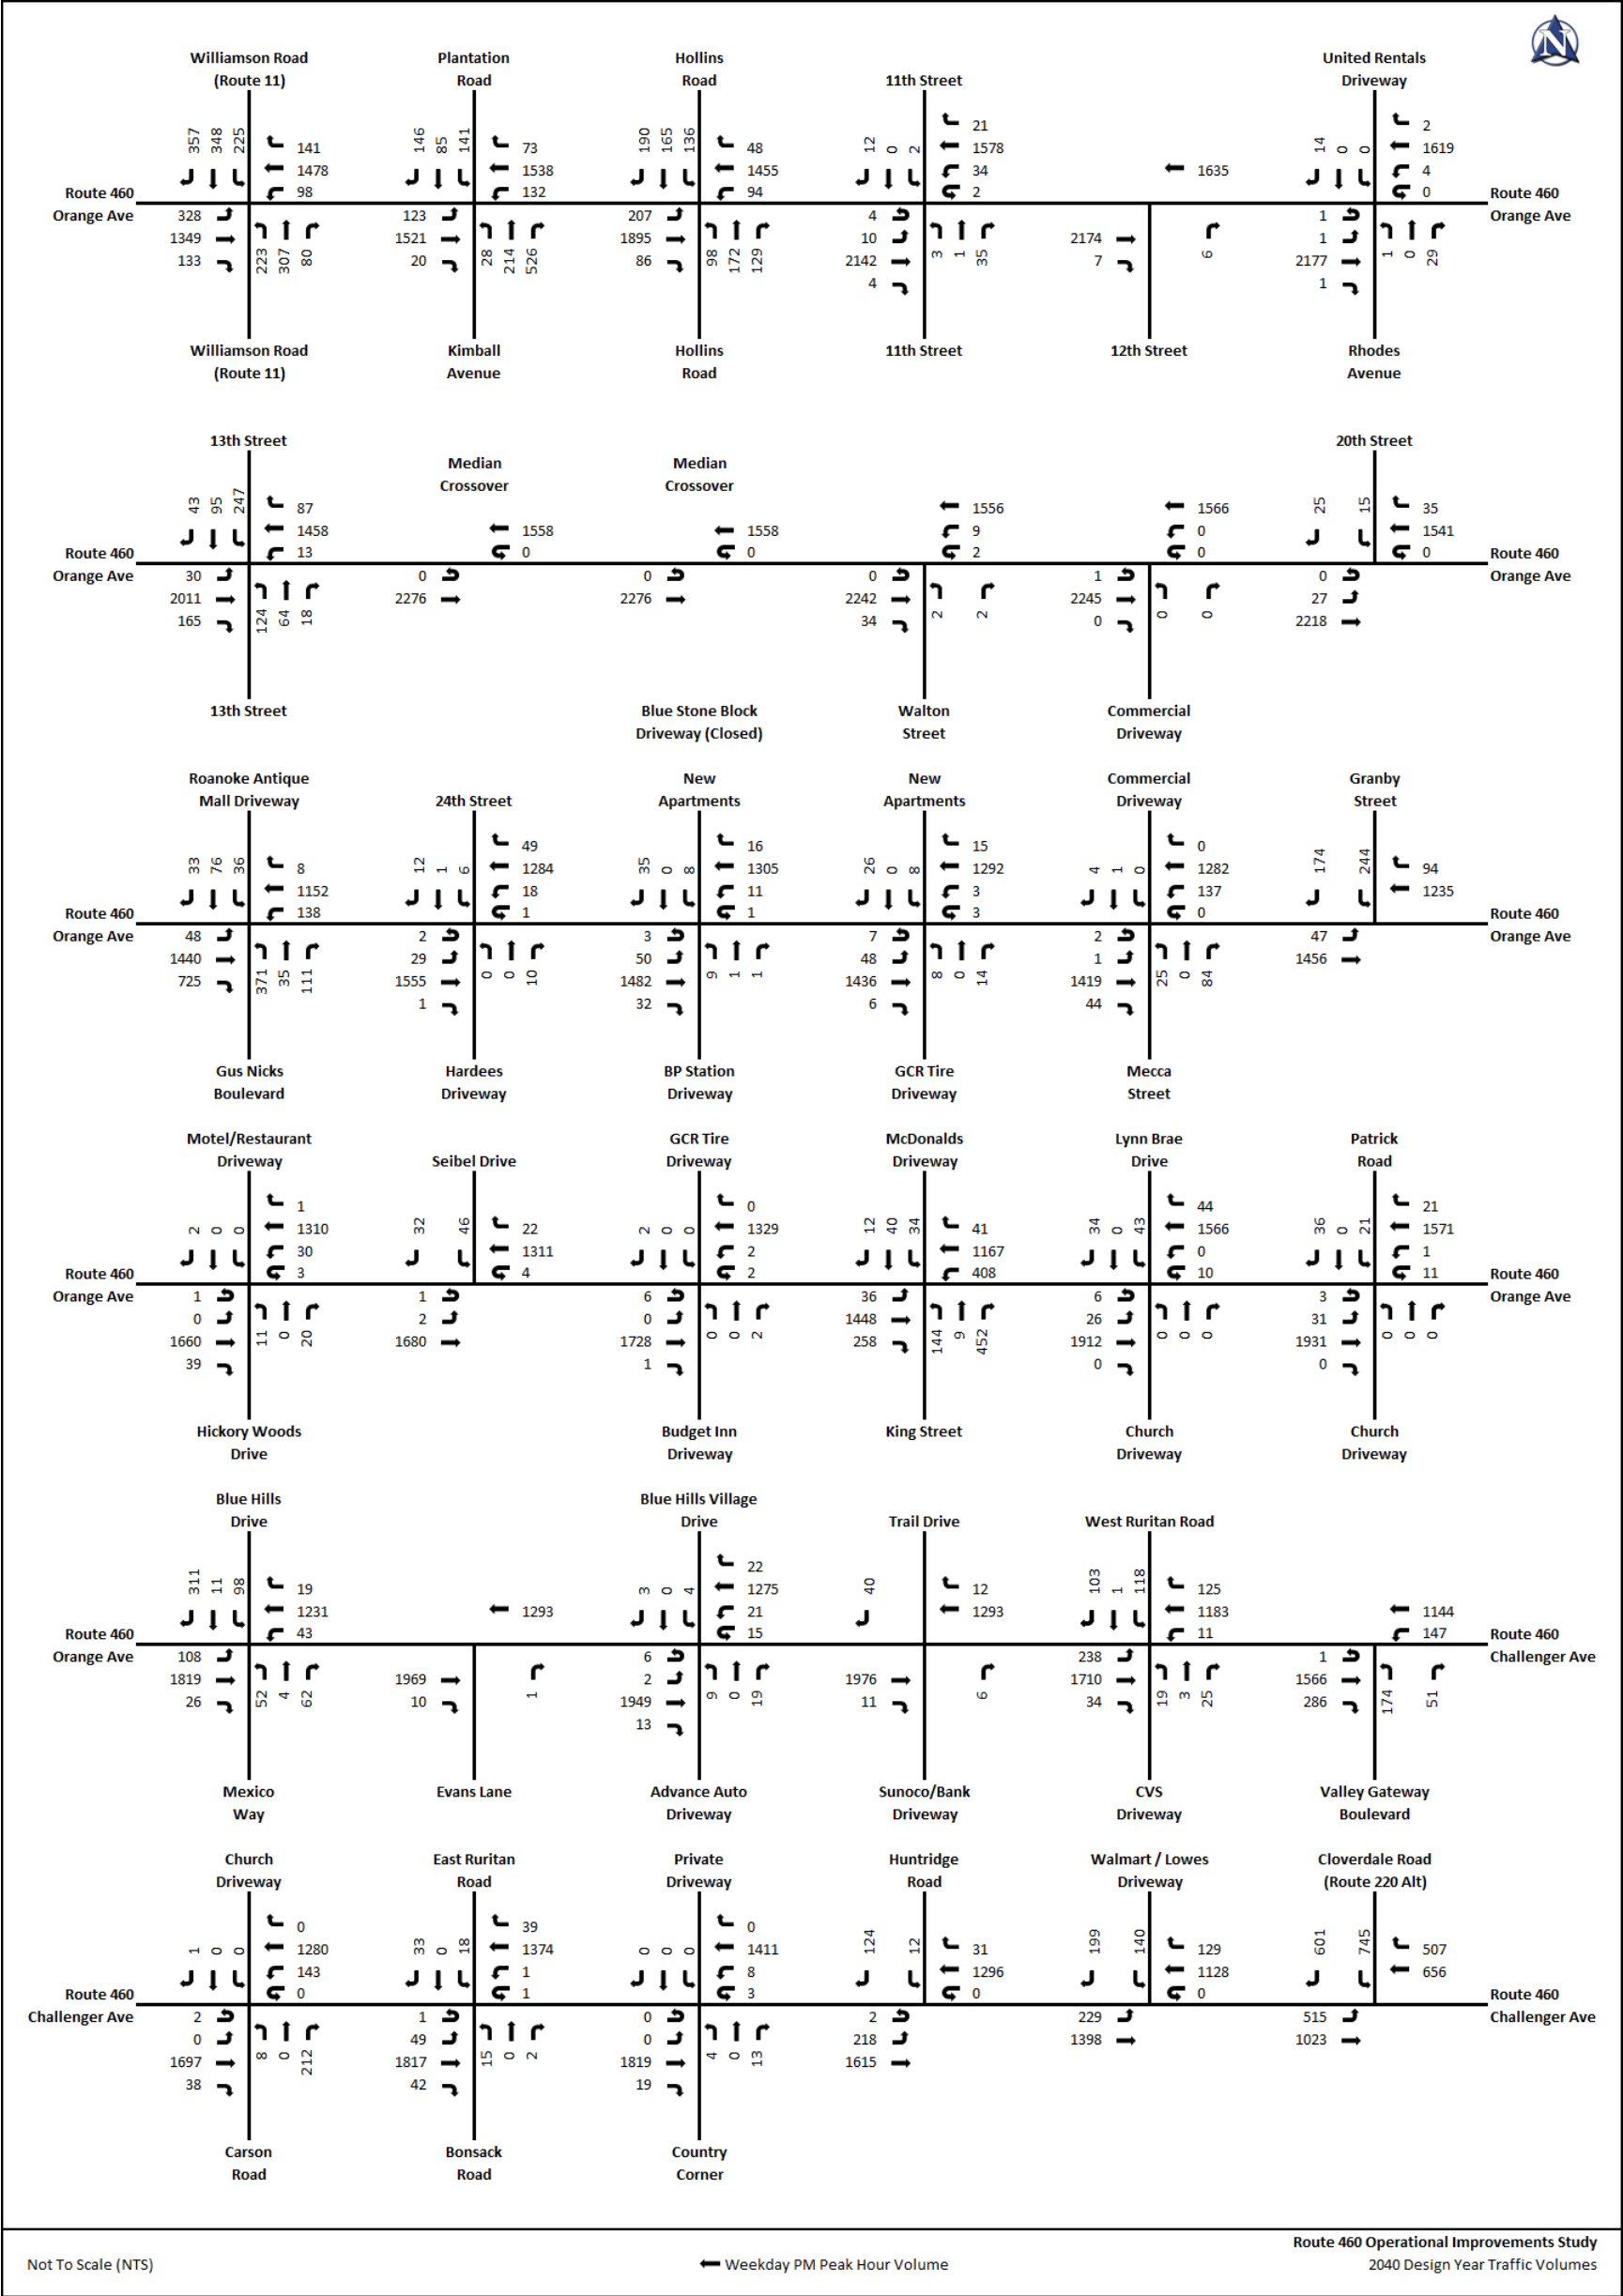 N
Williamson Road Plantation Hollins United Rentals
(Route 11) Road Road 11th Street Driveway
21 2
357 348 225 141 146 85 141 73 190 165 136 48 12 0 2 1578 14 0 0 1619
1478 1538 1455 34 1635 4
Route 460 98 132 94 2 0 Route 460
Orange Ave 328 123 207 4 1 Orange Ave
1349 1521 1895 10 2174 1
133 223 307 80 20 28 214 526 86 98 172 129 2142 3 1 35 7 6 2177 1 0 29
4 1
Williamson Road Kimball Hollins 11th Street 12th Street Rhodes
(Route 11) Avenue Road Avenue
13th Street 20th Street
Median Median
Crossover Crossover
43 95 247 87 1556 1566 25 15 35
1458 1558 1558 9 0 1541
Route 460 13 0 0 2 0 0 Route 460
Orange Ave 30 0 0 0 1 0 Orange Ave
2011 2276 2276 2242 2245 27
165 124 64 18 34 2 2 0 0 0 2218
13th Street Blue Stone Block Walton Commercial
Driveway (Closed) Street Driveway
Roanoke Antique New New Commercial Granby
Mall Driveway 24th Street Apartments Apartments Driveway Street
49 16 15 0
33 76 36 8 12 1 6 1284 35 0 8 1305 26 0 8 1292 4 1 0 1282 174 244 94
1152 18 11 3 137 1235
Route 460 138 1 1 3 0 Route 460
Orange Ave 48 2 3 7 2 47 Orange Ave
1440 29 50 48 1 1456
725 371 35 111 1555 0 0 10 1482 9 1 1 1436 8 0 14 1419 25 0 84
1 32 6 44
Gus Nicks Hardees BP Station GCR Tire Mecca
Boulevard Driveway Driveway Driveway Street
Motel/Restaurant GCR Tire McDonalds Lynn Brae Patrick
Driveway Seibel Drive Driveway Driveway Drive Road
1 0 44 21
2 0 0 1310 32 46 22 2 0 0 1329 12 40 34 41 34 0 43 1566 36 0 21 1571
30 1311 2 1167 0 1
Route 460 3 4 2 408 10 11 Route 460
Orange Ave 1 1 6 36 6 3 Orange Ave
0 2 0 1448 26 31
1660 11 0 20 1680 1728 0 0 2 258 144 9 452 1912 0 0 0 1931 0 0 0
39 1 0 0
Hickory Woods Budget Inn King Street Church Church
Drive Driveway Driveway Driveway
Blue Hills Blue Hills Village
Drive Drive Trail Drive West Ruritan Road
22
311 11 98 19 3 0 4 1275 40 12 103 1 118 125
1231 1293 21 1293 1183 1144
Route 460 43 15 11 147 Route 460
Orange Ave 108 6 238 1 Challenger Ave
1819 1969 2 1976 1710 1566
26 52 4 62 10 1 1949 9 0 19 11 6 34 19 3 25 286 174 51
13
Mexico Evans Lane Advance Auto Sunoco/Bank CVS Valley Gateway
Way Driveway Driveway Driveway Boulevard
Church East Ruritan Private Huntridge Walmart / Lowes Cloverdale Road
Driveway Road Driveway Road Driveway (Route 220 Alt)
0 39 0
1 0 0 1280 33 0 18 1374 0 0 0 1411 124 12 31 199 140 129 601 745 507
143 1 8 1296 1128 656
Route 460 0 1 3 0 0 Route 460
Challenger Ave 2 1 0 2 229 515 Challenger Ave
0 49 0 218 1398 1023
1697 8 0 212 1817 15 0 2 1819 4 0 13 1615
38 42 19
Carson Bonsack Country
Road Road Corner
Route 460 Operational Improvements Study
Not To Scale (NTS) Weekday PM Peak Hour Volume 2040 Design Year Traffic Volumes